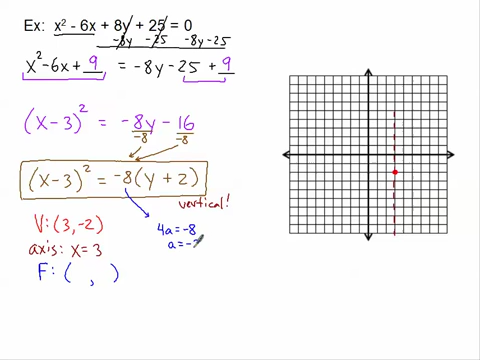 Ex: x² - 6x + 8y + 25 = 0
-8y -25 -8y -25
x² -6x + 9 = -8y -25 + 9
(x-3)² = -8y -16
-8 -8
(x-3)² = -8(y+2)
vertical!
V: (3, -2)
4a = -8
axis: x = 3
a = -2
F: ( , )